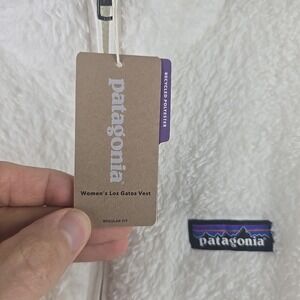 RECYCLED POLYESTER
patagonia
Women's Los Gatos Vest
REGULAR FIT
patagonia